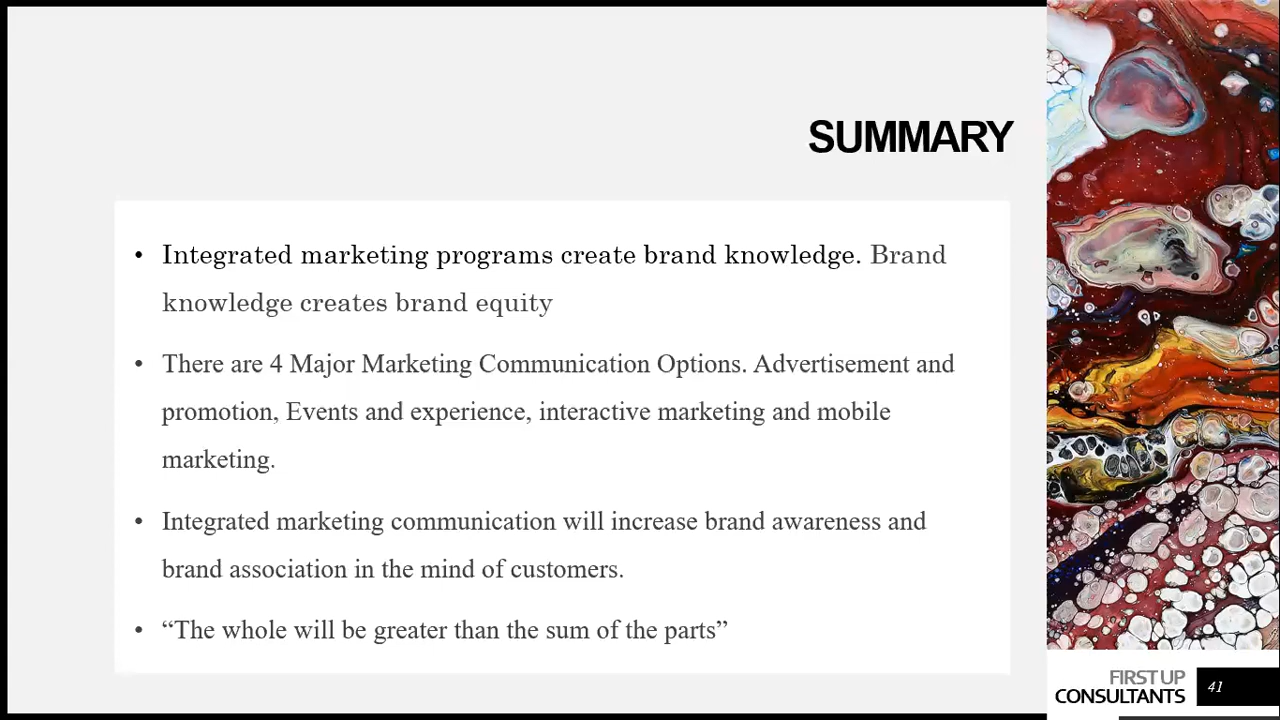 SUMMARY
• Integrated marketing programs create brand knowledge. Brand
knowledge creates brand equity
• There are 4 Major Marketing Communication Options. Advertisement and
promotion, Events and experience, interactive marketing and mobile
marketing.
• Integrated marketing communication will increase brand awareness and
brand association in the mind of customers.
• “The whole will be greater than the sum of the parts”
FIRST UP
CONSULTANTS
41